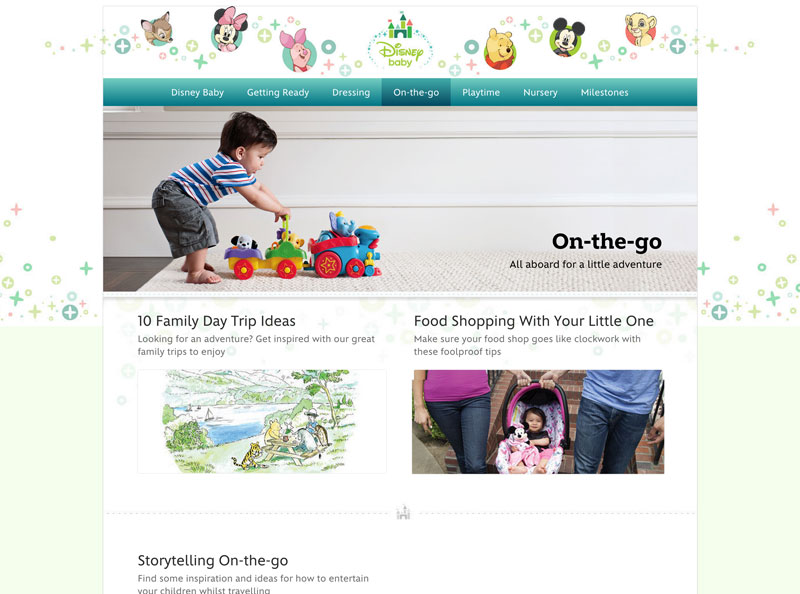 Disney
baby
Disney Baby
Getting Ready
Dressing
On-the-go
Playtime
Nursery
Milestones
On-the-go
All aboard for a little adventure
10 Family Day Trip Ideas
Looking for an adventure? Get inspired with our great
family trips to enjoy
Food Shopping With Your Little One
Make sure your food shop goes like clockwork with
these foolproof tips
Storytelling On-the-go
Find some inspiration and ideas for how to entertain
your children whilst travelling